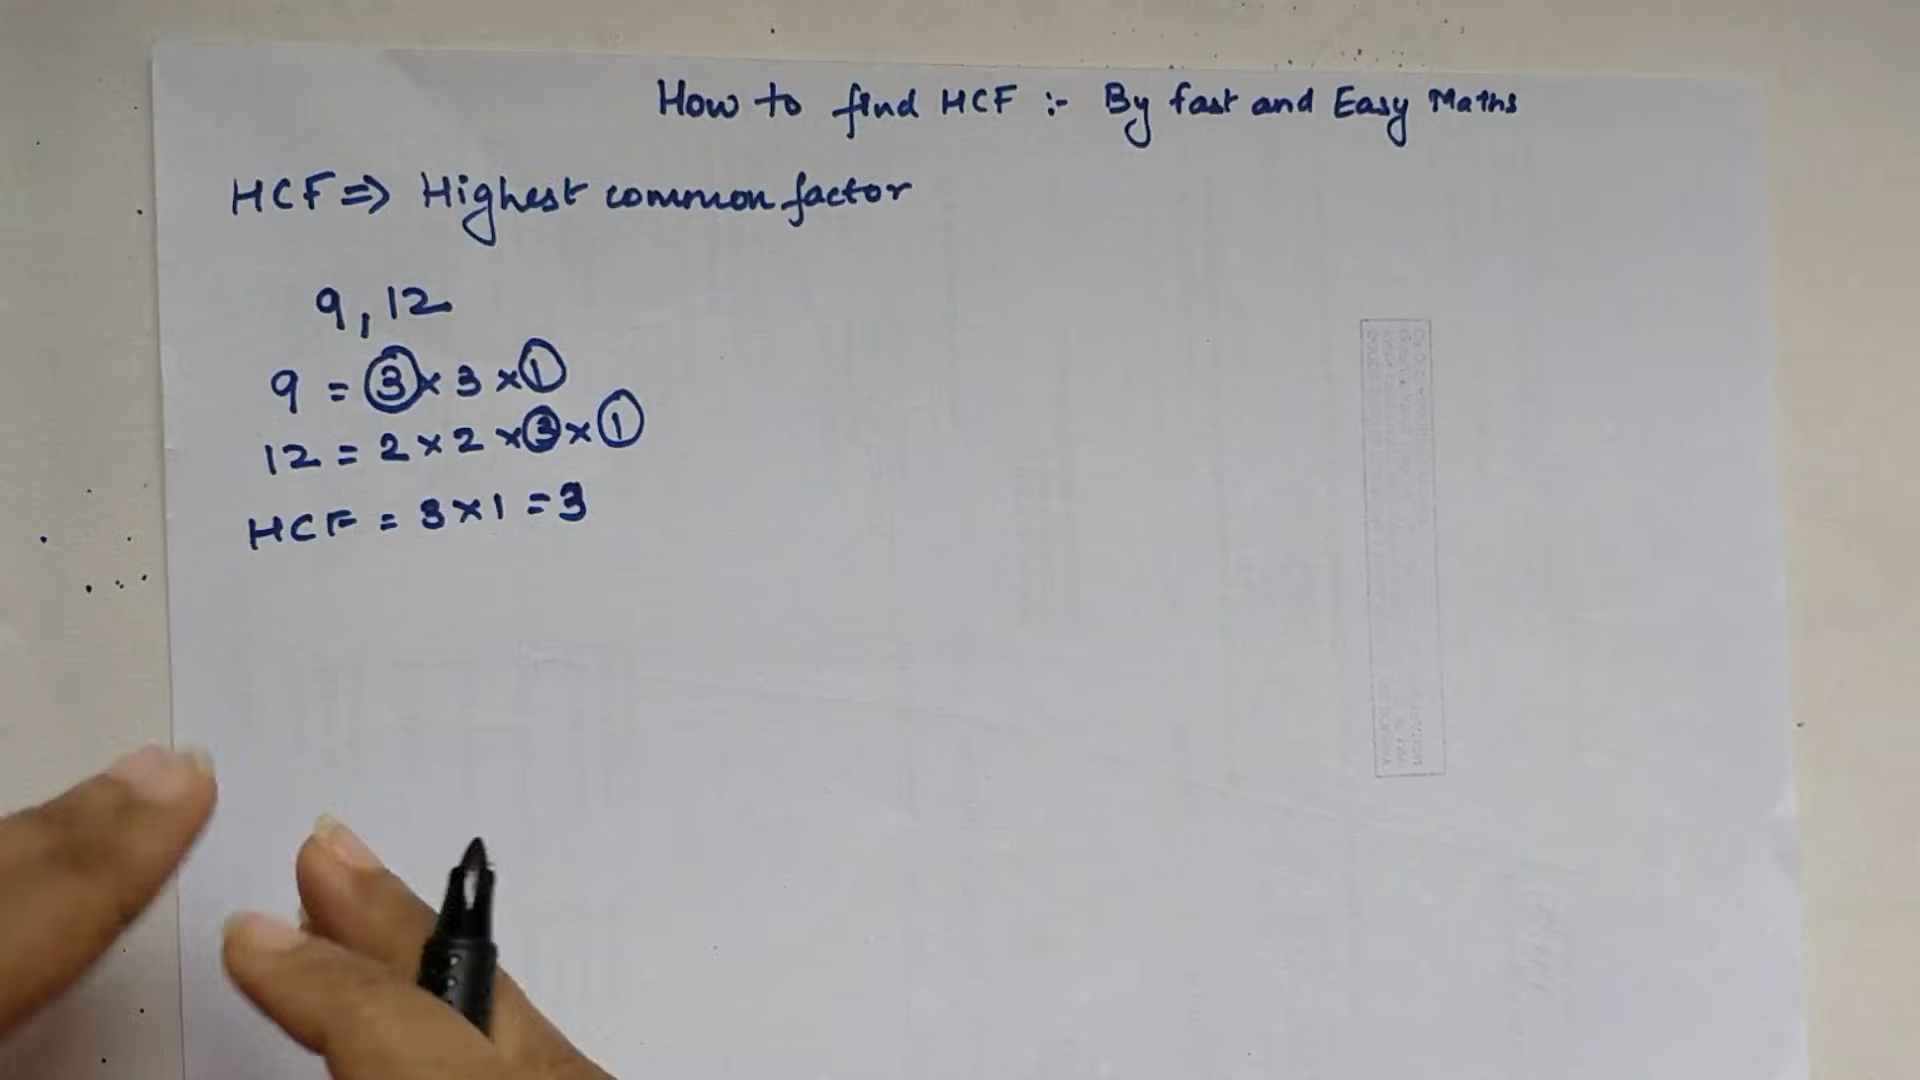 How to find HCF :- By fast and Easy Maths
HCF => Highest common factor
9, 12
9 = 3 × 3 × 1
12 = 2 × 2 × 3 × 1
HCF = 3 × 1 = 3